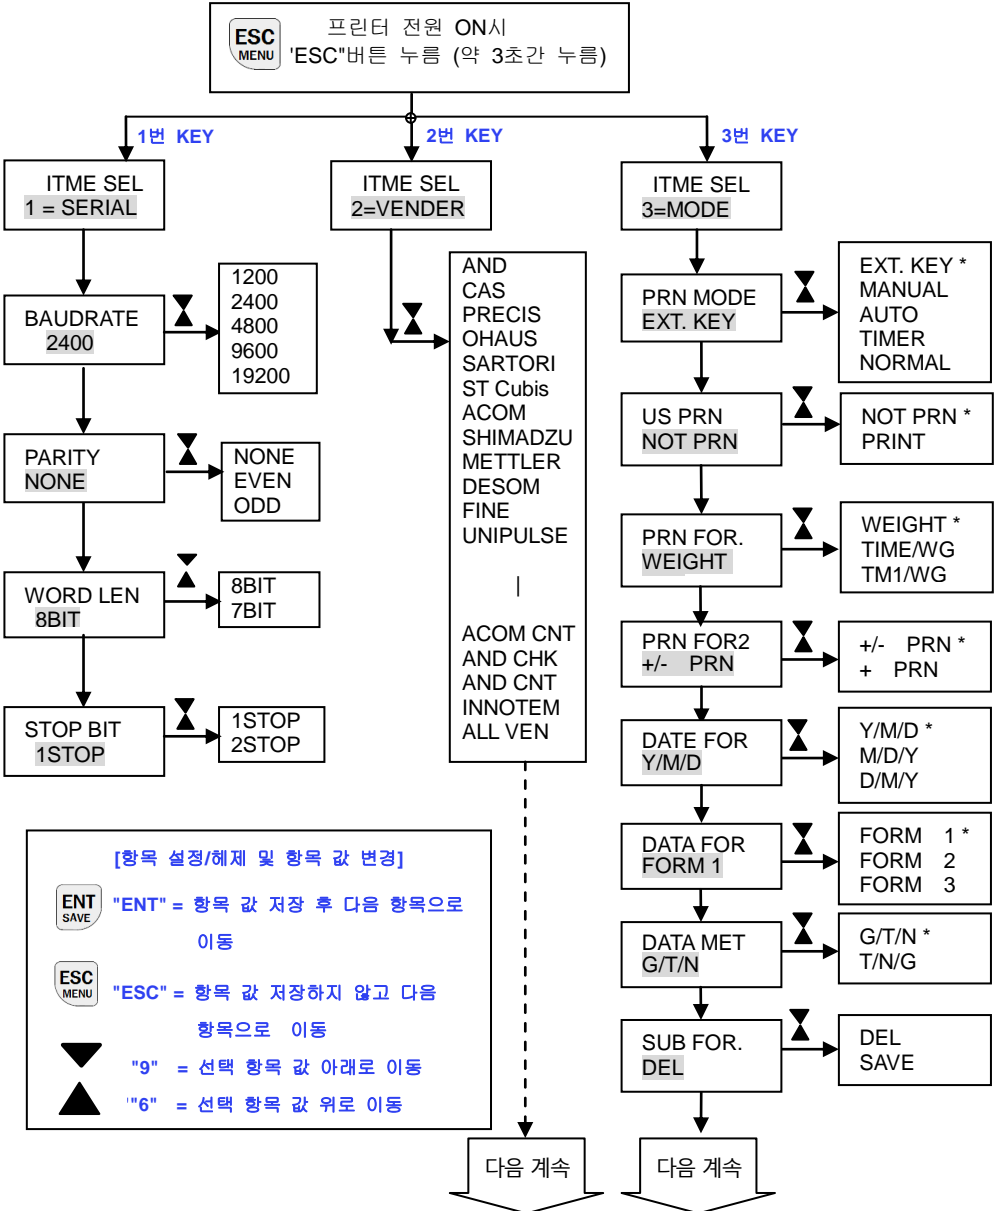 ESC
MENU
프린터 전원 ON시
'ESC"버튼 누름 (약 3초간 누름)
1번 KEY
2번 KEY
3번 KEY
ITME SEL
1 = SERIAL
BAUDRATE
2400
1200
2400
4800
9600
19200
PARITY
NONE
NONE
EVEN
ODD
WORD LEN
8BIT
8BIT
7BIT
STOP BIT
1STOP
1STOP
2STOP
ITME SEL
2=VENDER
AND
CAS
PRECIS
OHAUS
SARTORI
ST Cubis
ACOM
SHIMADZU
METTLER
DESOM
FINE
UNIPULSE
|
ACOM CNT
AND CHK
AND CNT
INNOTEM
ALL VEN
다음 계속
ITME SEL
3=MODE
PRN MODE
EXT. KEY
EXT. KEY *
MANUAL
AUTO
TIMER
NORMAL
US PRN
NOT PRN
NOT PRN *
PRINT
PRN FOR.
WEIGHT
WEIGHT *
TIME/WG
TM1/WG
PRN FOR2
+/- PRN
+/- PRN *
+ PRN
DATE FOR
Y/M/D
Y/M/D *
M/D/Y
D/M/Y
DATA FOR
FORM 1
FORM 1 *
FORM 2
FORM 3
DATA MET
G/T/N
G/T/N *
T/N/G
SUB FOR.
DEL
DEL
SAVE
다음 계속
[항목 설정/헤제 및 항목 값 변경]
ENT
SAVE
"ENT" = 항목 값 저장 후 다음 항목으로
이동
ESC
MENU
"ESC" = 항목 값 저장하지 않고 다음
항목으로 이동
"9" = 선택 항목 값 아래로 이동
'"6" = 선택 항목 값 위로 이동